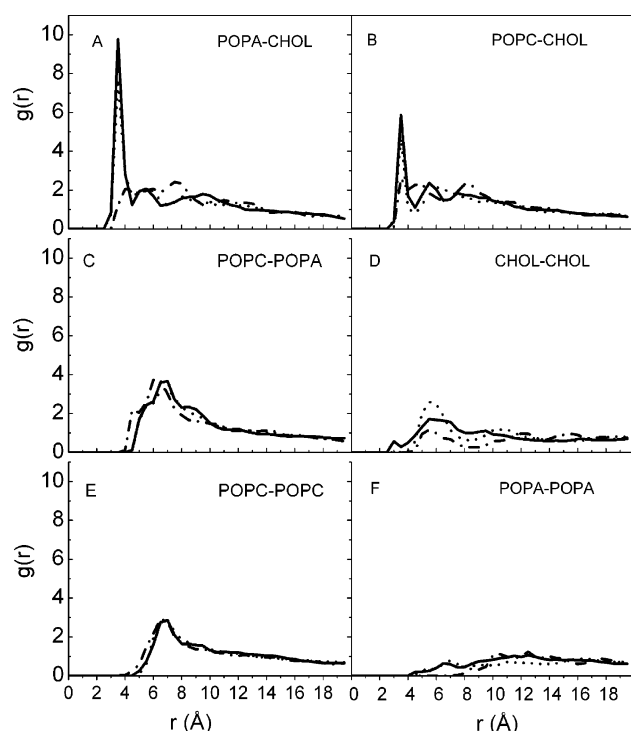 A POPA-CHOL
B POPC-CHOL
g(r)
10
8
6
4
2
0
C POPC-POPA
D CHOL-CHOL
g(r)
10
8
6
4
2
0
E POPC-POPC
F POPA-POPA
g(r)
10
8
6
4
2
0
0 2 4 6 8 10 12 14 16 18
0 2 4 6 8 10 12 14 16 18
r (Å)
r (Å)